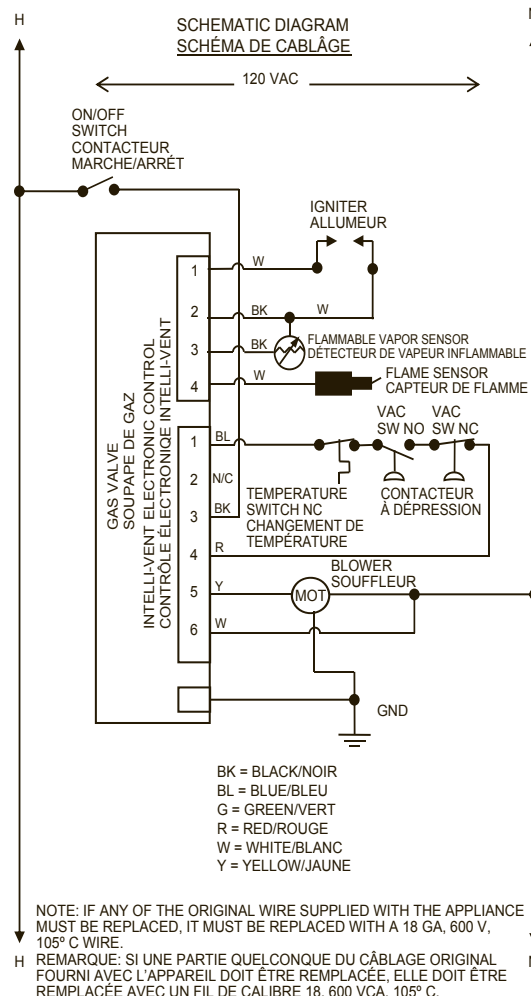 H
SCHEMATIC DIAGRAM
SCHÉMA DE CABLÂGE
120 VAC
ON/OFF
SWITCH
CONTACTEUR
MARCHE/ARRÉT
IGNITER
ALLUMEUR
GAS VALVE
SOUPAPE DE GAZ
INTELLI-VENT ELECTRONIC CONTROL
CONTRÔLE ÉLECTRONIQE INTELLI-VENT
1
W
2
BK
W
3
BK
FLAMMABLE VAPOR SENSOR
DÉTECTEUR DE VAPEUR INFLAMMABLE
4
W
FLAME SENSOR
CAPTEUR DE FLAMME
VAC
SW NO
VAC
SW NC
1
BL
2
N/C
3
BK
TEMPERATURE
SWITCH NC
CHANGEMENT DE
TEMPÉRATURE
CONTACTEUR
À DÉPRESSION
4
R
BLOWER
SOUFFLEUR
5
Y
MOT
6
W
GND
BK = BLACK/NOIR
BL = BLUE/BLEU
G = GREEN/VERT
R = RED/ROUGE
W = WHITE/BLANC
Y = YELLOW/JAUNE
NOTE: IF ANY OF THE ORIGINAL WIRE SUPPLIED WITH THE APPLIANCE
MUST BE REPLACED, IT MUST BE REPLACED WITH A 18 GA, 600 V,
105º C WIRE.
H
REMARQUE: SI UNE PARTIE QUELCONQUE DU CÂBLAGE ORIGINAL
FOURNI AVEC L'APPAREIL DOIT ÊTRE REMPLACÉE, ELLE DOIT ÊTRE
REMPLACÉE AVEC UN FIL DE CALIBRE 18, 600 VCA, 105º C.